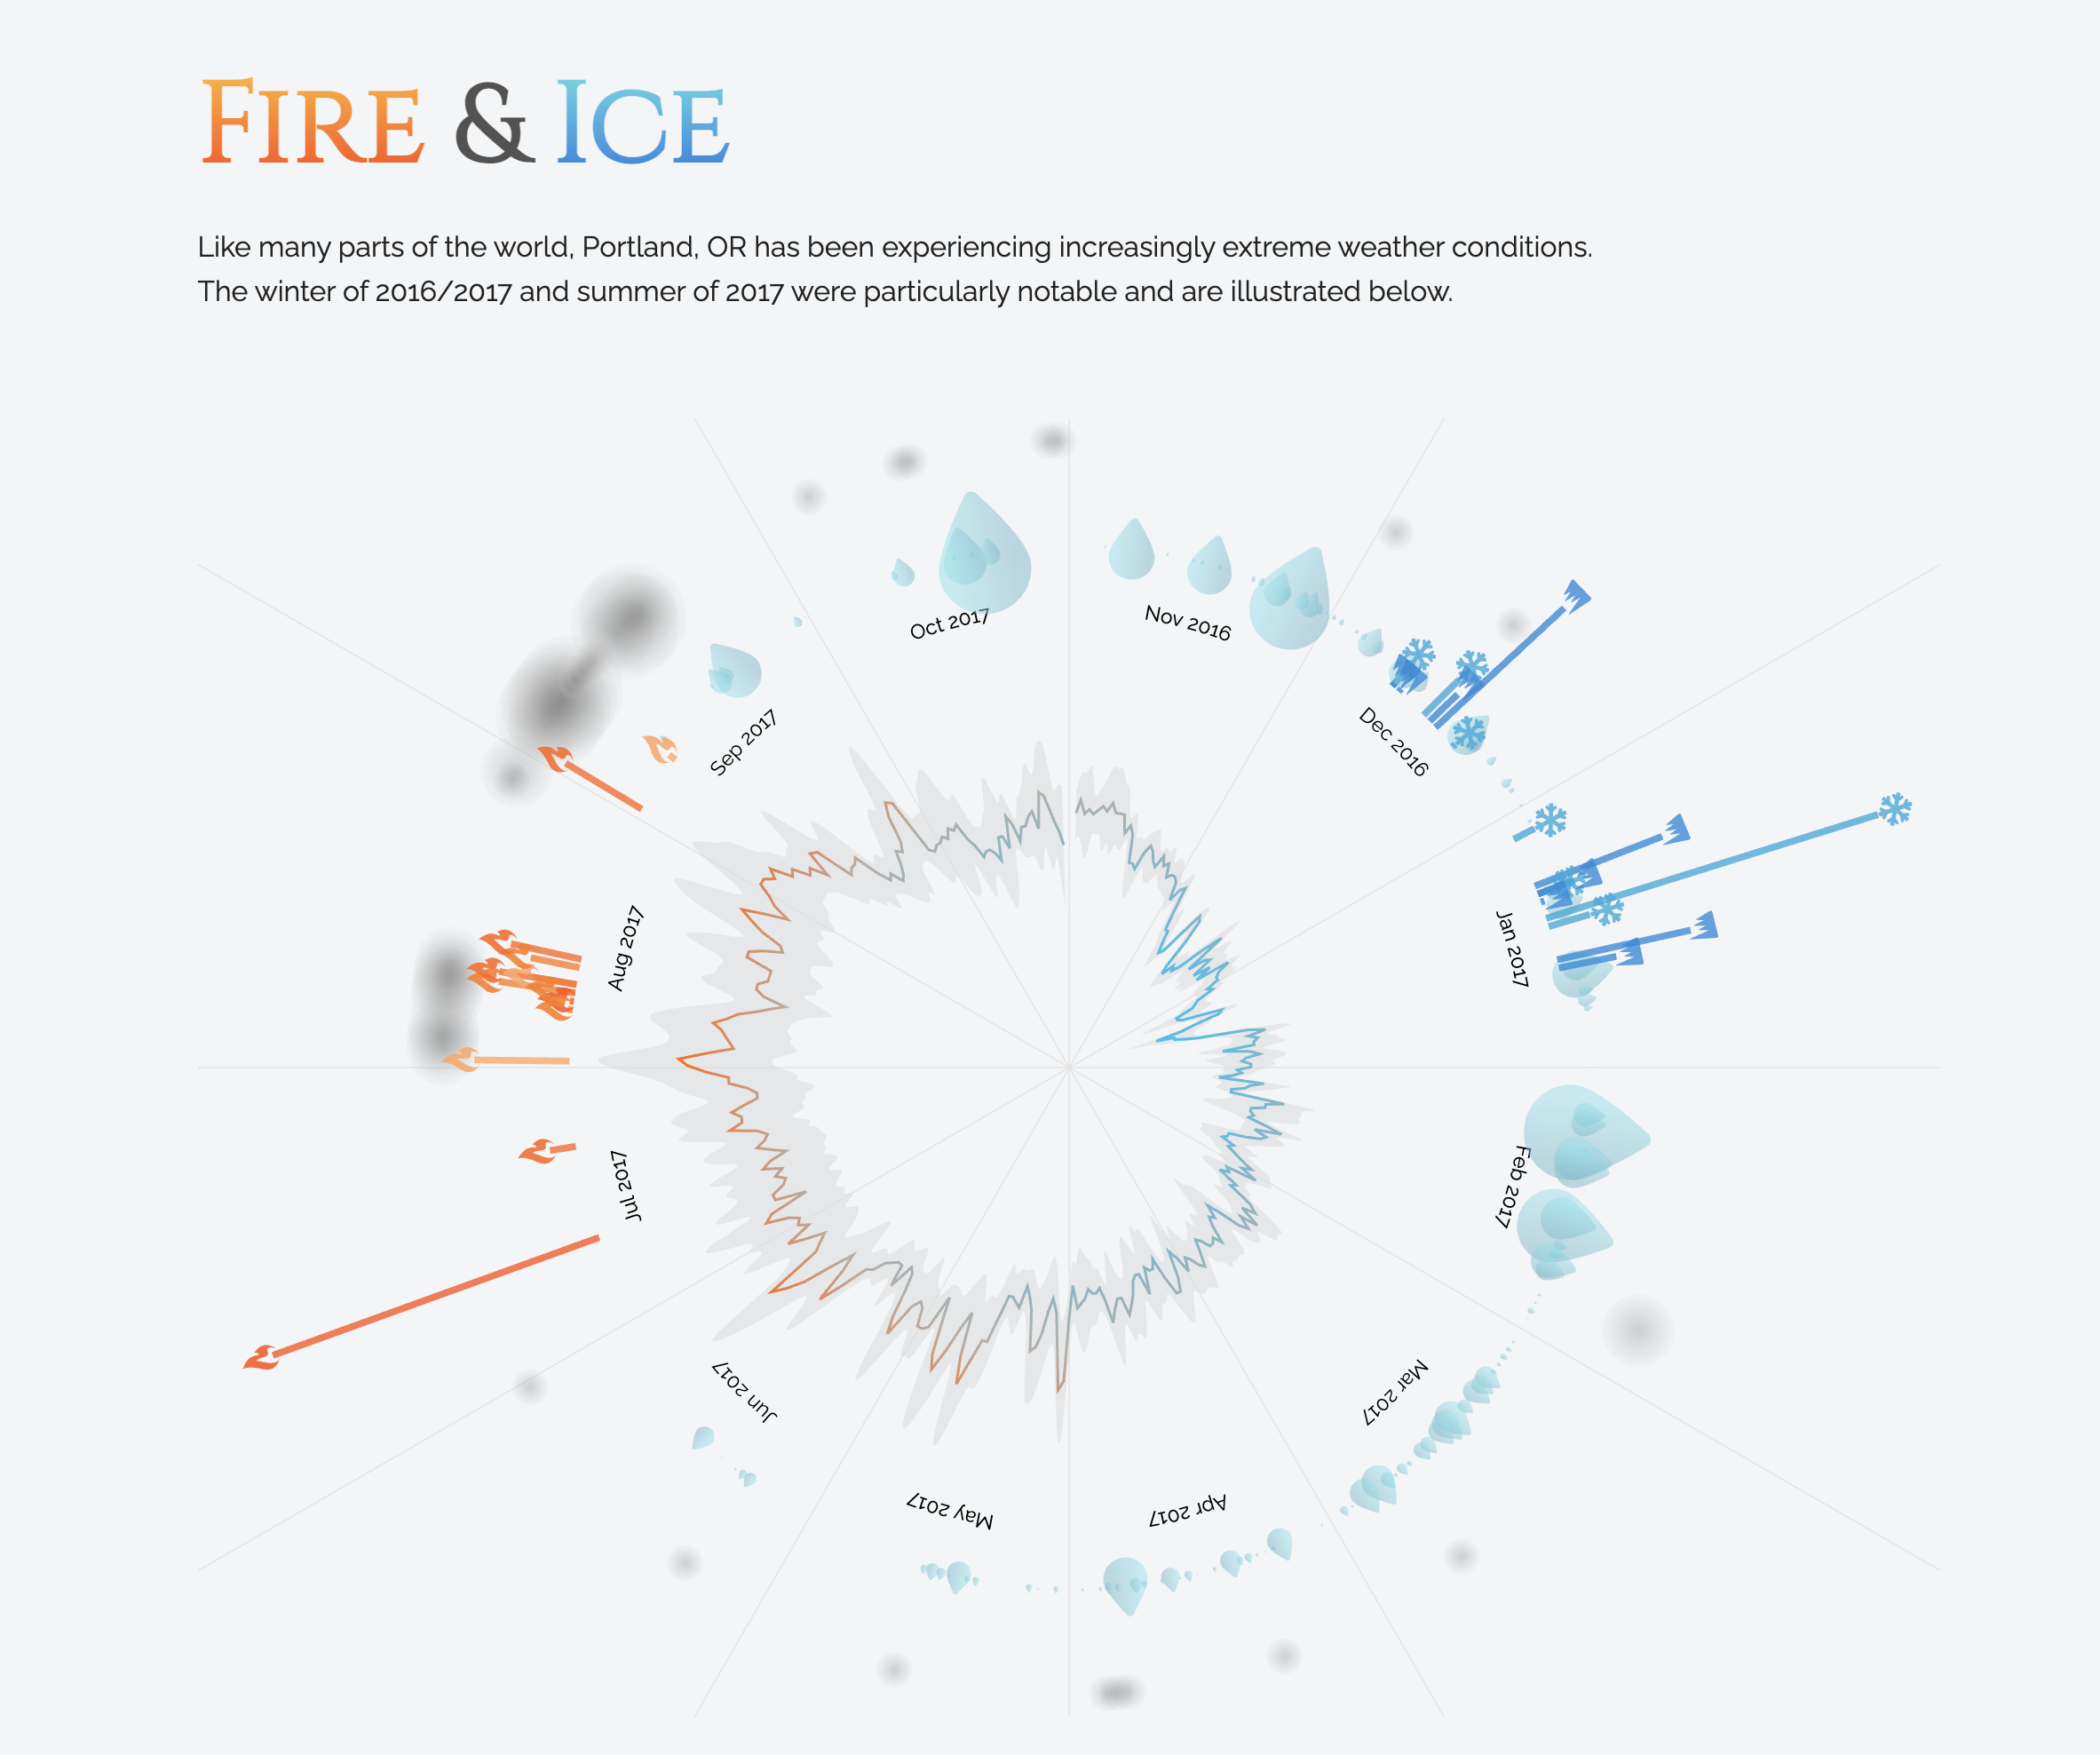 FIRE & ICE
Like many parts of the world, Portland, OR has been experiencing increasingly extreme weather conditions.
The winter of 2016/2017 and summer of 2017 were particularly notable and are illustrated below.
Nov 2016
Dec 2016
Jan 2017
Feb 2017
Mar 2017
Apr 2017
May 2017
Jun 2017
Jul 2017
Aug 2017
Sep 2017
Oct 2017